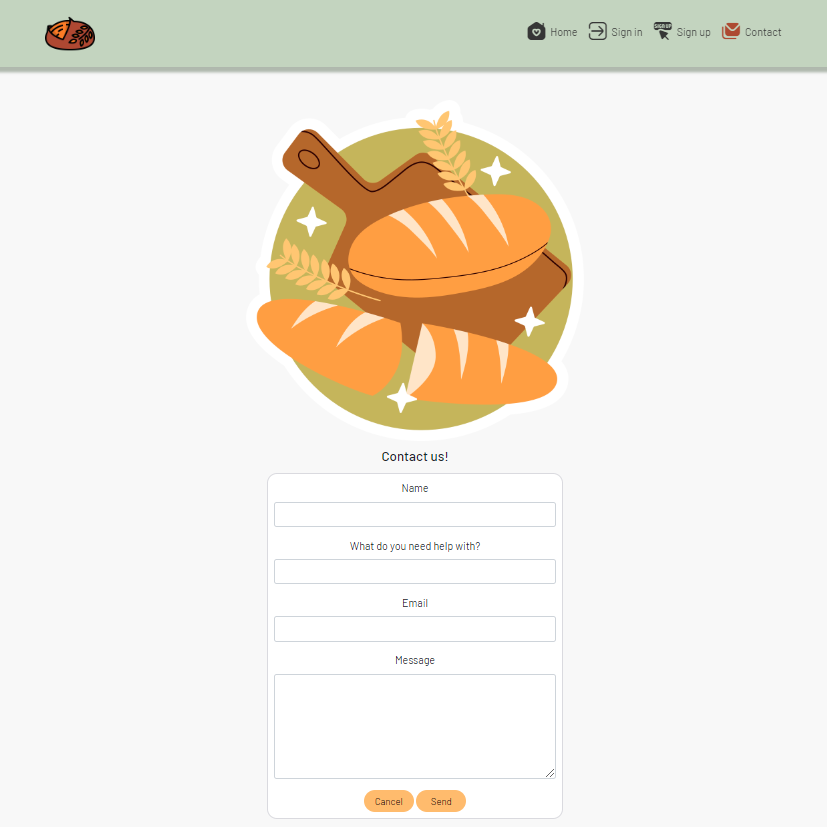 Home Sign in SIGN UP Sign up Contact
Contact us!
Name
What do you need help with?
Email
Message
Cancel Send